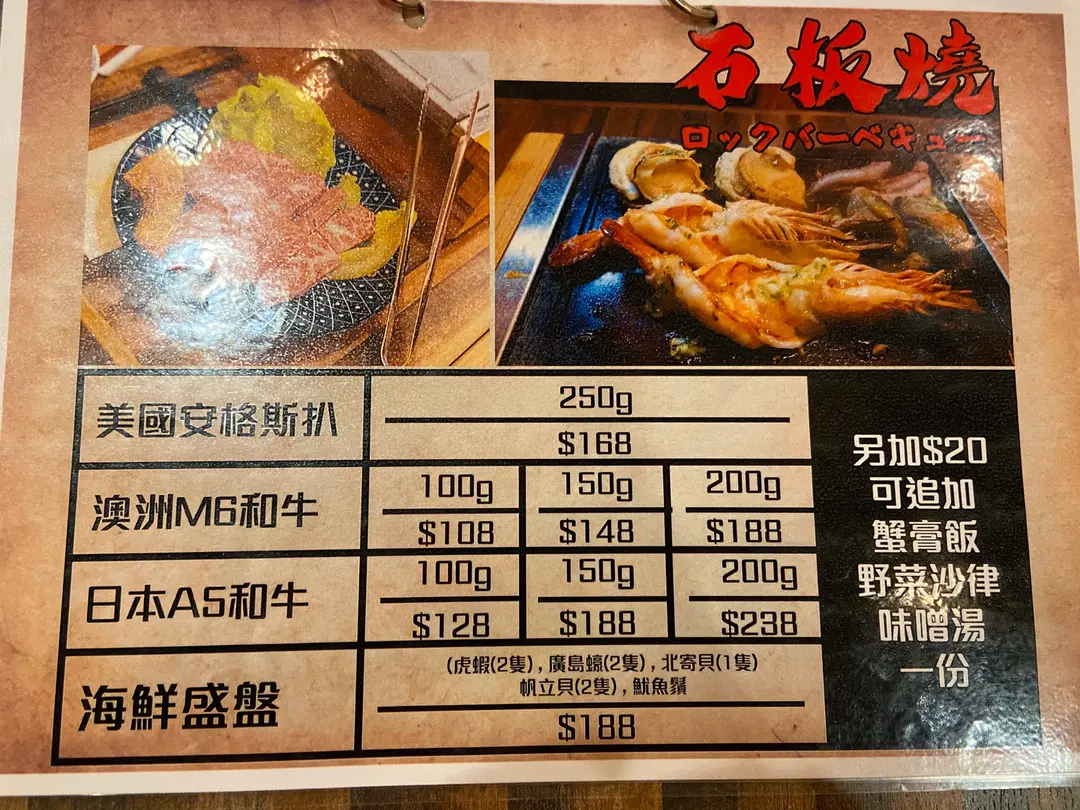 石板燒
ロックバーベキュー
美國安格斯扒
250g
$168
澳洲M6和牛
100g
150g
200g
$108
$148
$188
日本A5和牛
100g
150g
200g
$128
$188
$238
海鮮盛盤
(虎蝦(2隻),廣島蠔(2隻),北寄貝(1隻)
帆立貝(2隻),魷魚鬚
$188
另加$20
可追加
蟹膏飯
野菜沙律
味噌湯
一份